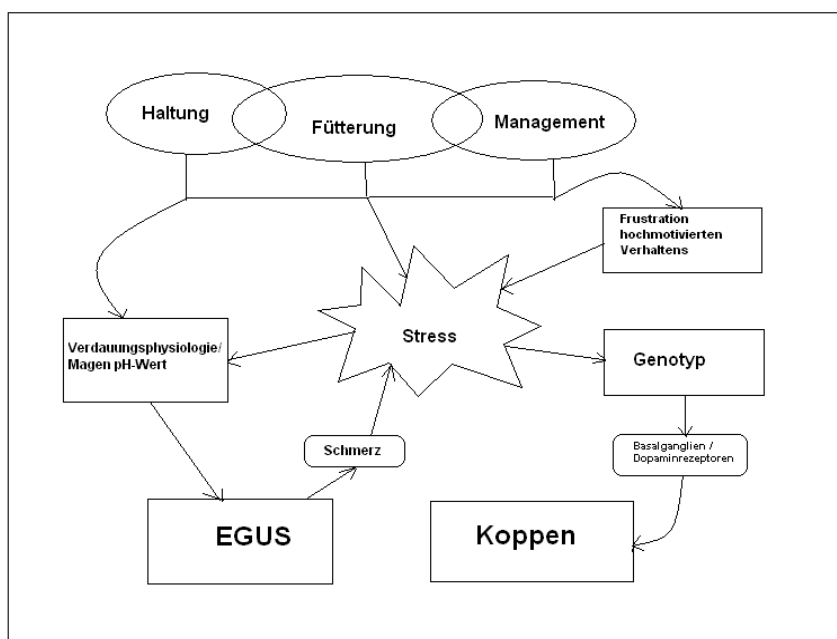 Haltung
Fütterung
Management
Frustration
hochmotivierten
Verhaltens
Stress
Verdauungsphysiologie/
Magen pH-Wert
Genotyp
Schmerz
Basalganglien /
Dopaminrezeptoren
EGUS
Koppen